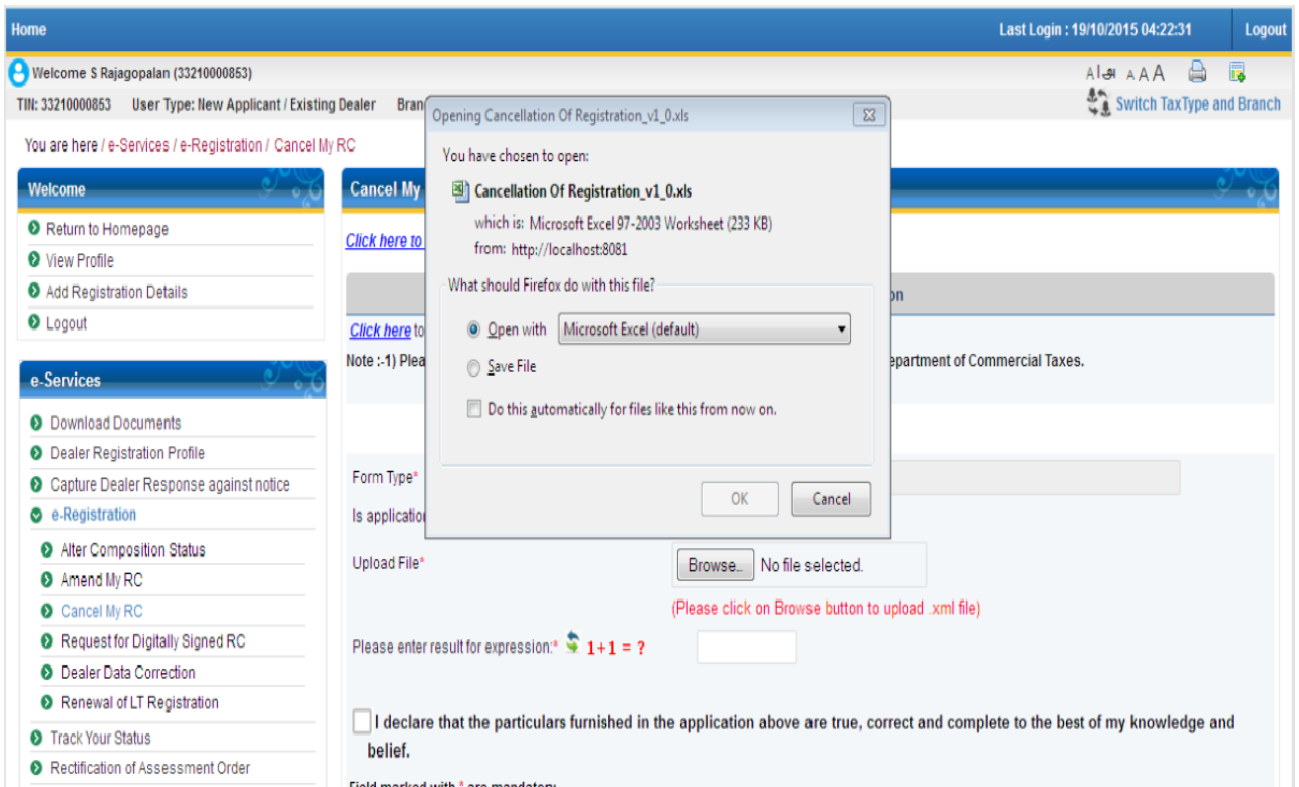 Home
Last Login : 19/10/2015 04:22:31
Logout
Welcome S Rajagopalan (33210000853)
A A A
TIN: 33210000853 User Type: New Applicant / Existing Dealer Bran
Switch TaxType and Branch
You are here / e-Services / e-Registration / Cancel My RC
Welcome
Return to Homepage
View Profile
Add Registration Details
Logout
e-Services
Download Documents
Dealer Registration Profile
Capture Dealer Response against notice
e-Registration
Alter Composition Status
Amend My RC
Cancel My RC
Request for Digitally Signed RC
Dealer Data Correction
Renewal of LT Registration
Track Your Status
Rectification of Assessment Order
Opening Cancellation Of Registration_v1_0.xls
You have chosen to open:
Cancellation Of Registration_v1_0.xls
which is: Microsoft Excel 97-2003 Worksheet (233 KB)
from: http://localhost:8081
What should Firefox do with this file?
Open with Microsoft Excel (default)
Save File
Do this automatically for files like this from now on.
OK Cancel
Cancel My
Click here to
on
Click here to
Note :-1) Plea epartment of Commercial Taxes.
Form Type*
Is application
Upload File*
Browse... No file selected.
(Please click on Browse button to upload .xml file)
Please enter result for expression:* 1+1 = ?
I declare that the particulars furnished in the application above are true, correct and complete to the best of my knowledge and
belief.
Field marked with * are mandatory